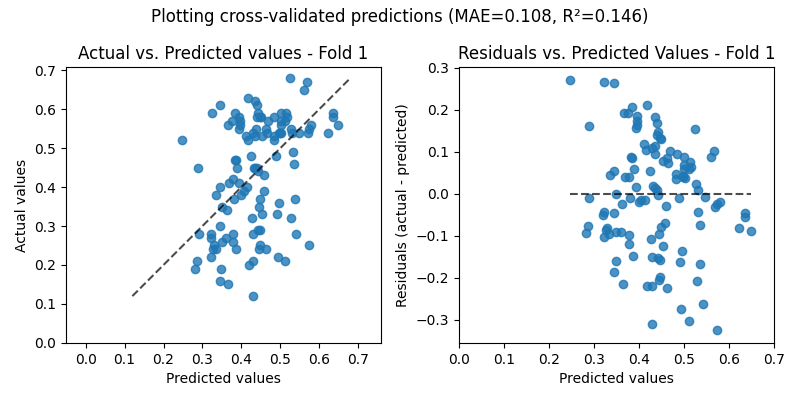 Plotting cross-validated predictions (MAE=0.108, R²=0.146)
Actual vs. Predicted values - Fold 1
0.7
0.6
0.5
0.4
0.3
0.2
0.1
0.0
Actual values
0.0 0.1 0.2 0.3 0.4 0.5 0.6 0.7
Predicted values
Residuals vs. Predicted Values - Fold 1
0.3
0.2
0.1
0.0
−0.1
−0.2
−0.3
Residuals (actual - predicted)
0.0 0.1 0.2 0.3 0.4 0.5 0.6 0.7
Predicted values